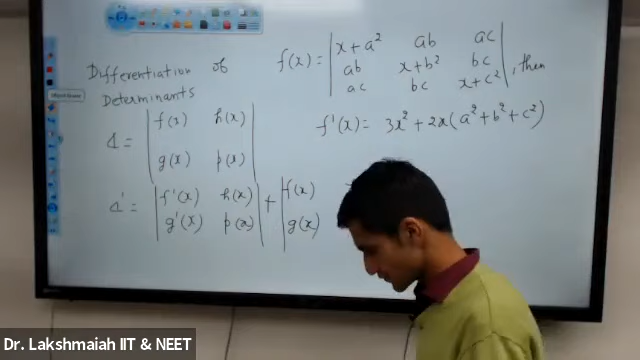 Differentiation of
Determinants
Δ = | f(x) h(x) |
| g(x) p(x) |
Δ' = | f'(x) h(x) | + | f(x)
| g'(x) p(x) | | g(x)
f(x) = | x + a² ab ac |
| ab x + b² bc | , then
| ac bc x + c² |
f'(x) = 3x² + 2x(a² + b² + c²)
Dr. Lakshmaiah IIT & NEET